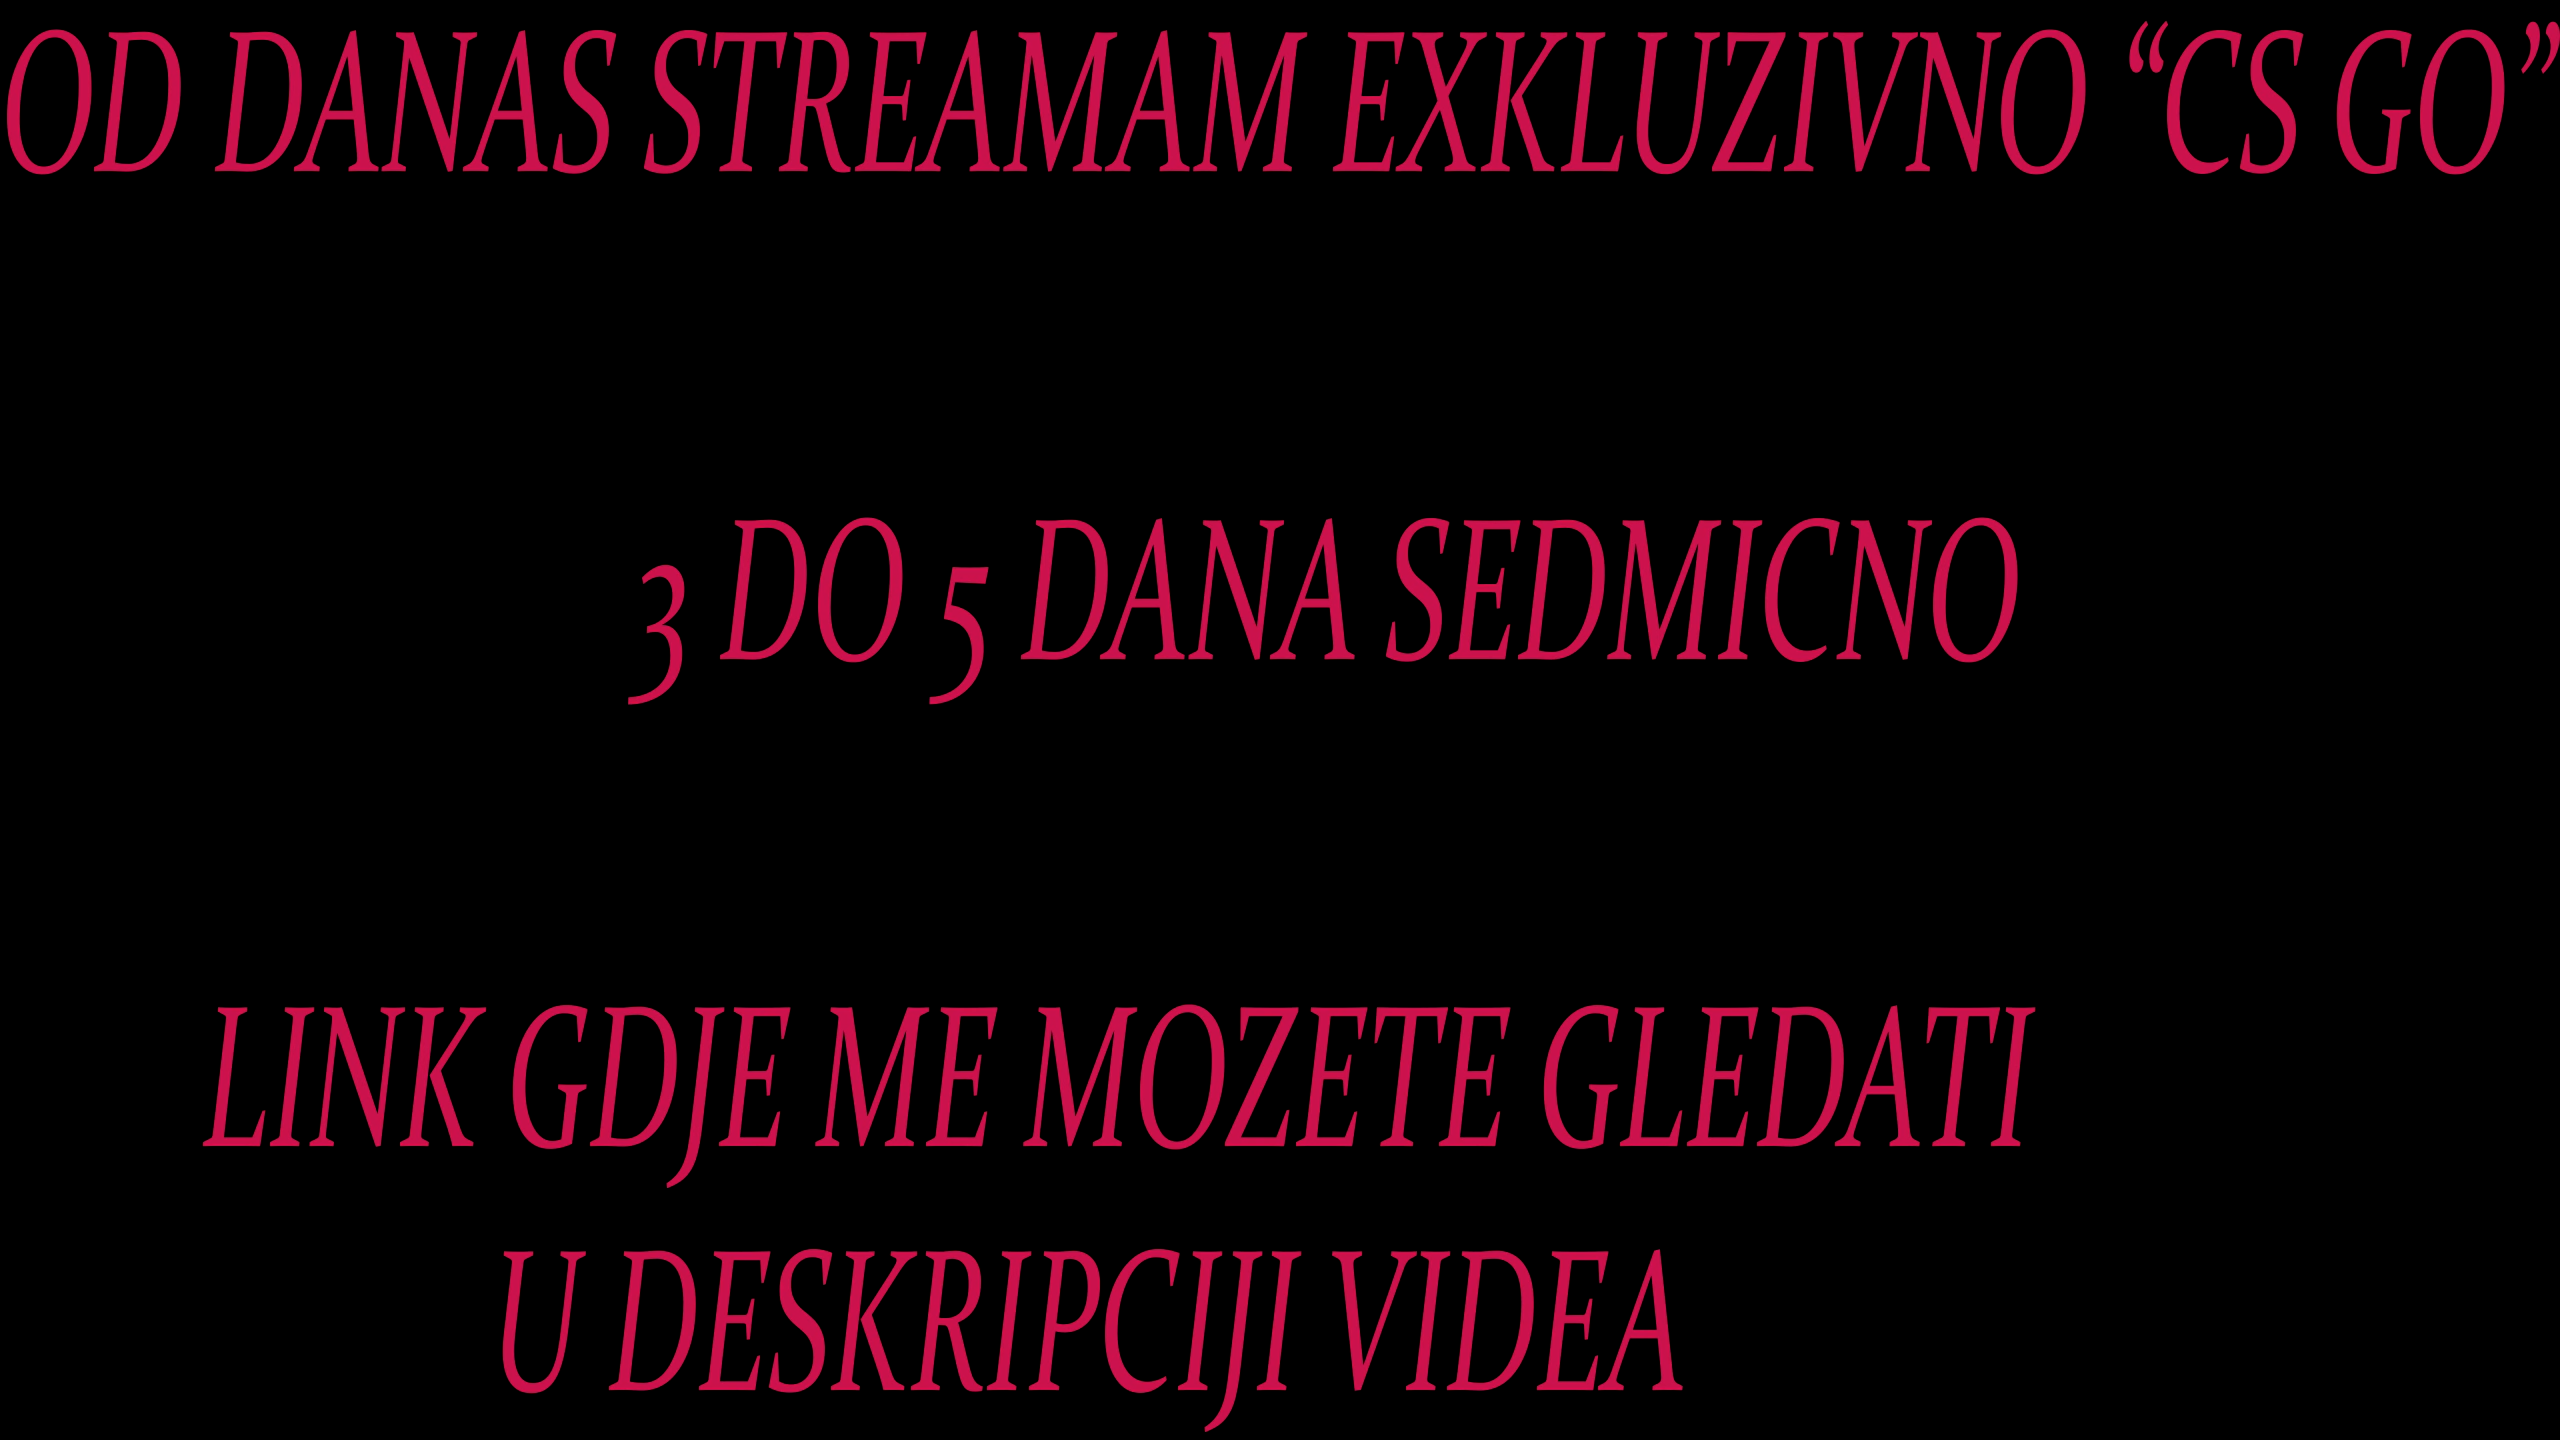 OD DANAS STREAMAM EXKLUZIVNO “CS GO”
3 DO 5 DANA SEDMICNO
LINK GDJE ME MOZETE GLEDATI
U DESKRIPCIJI VIDEA